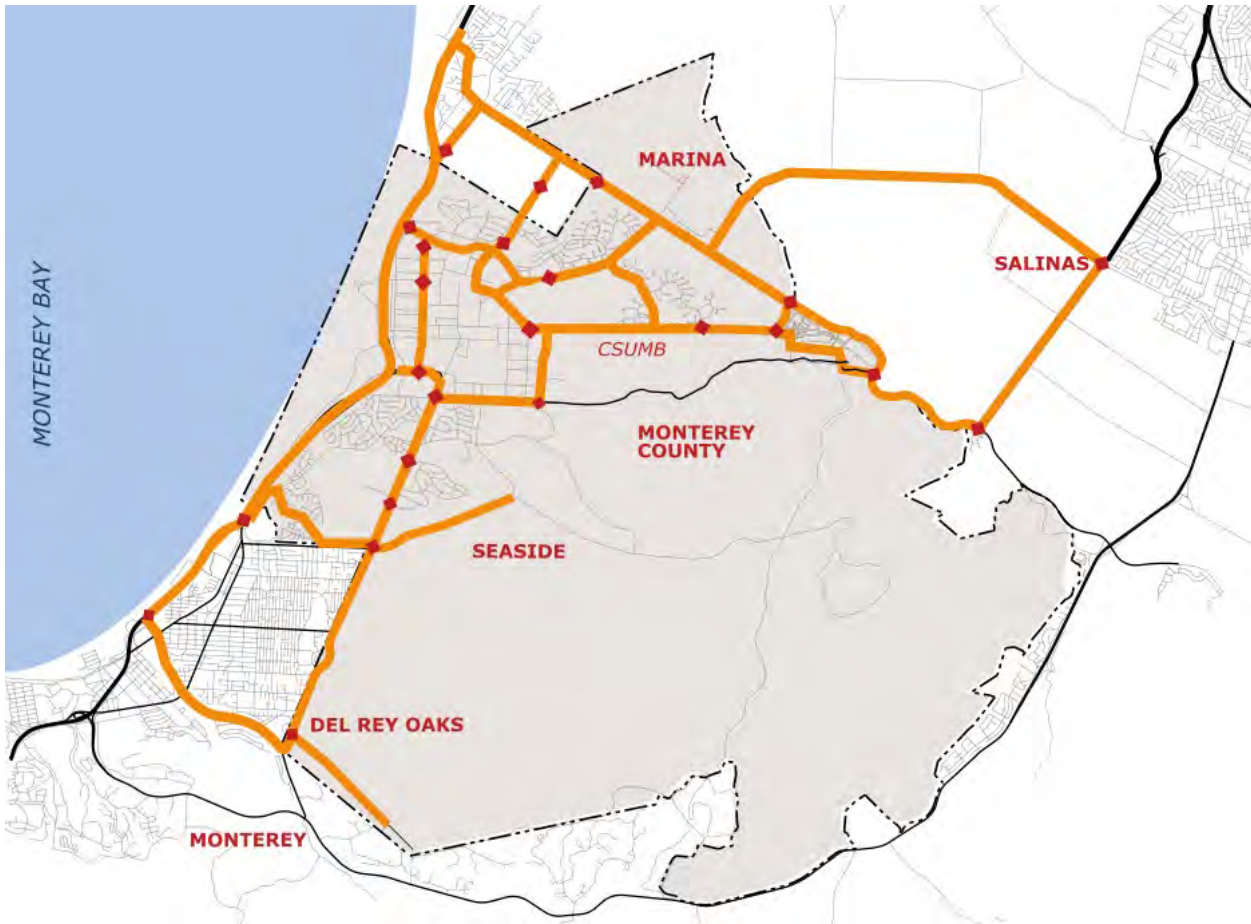 MARINA
SALINAS
MONTEREY BAY
CSUMB
MONTEREY
COUNTY
SEASIDE
DEL REY OAKS
MONTEREY